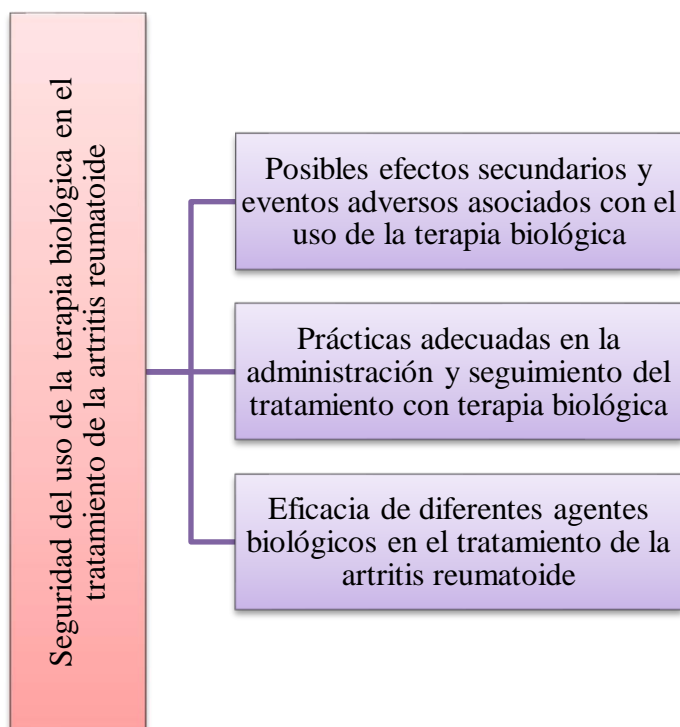 Seguridad del uso de la terapia biológica en el
tratamiento de la artritis reumatoide
Posibles efectos secundarios y
eventos adversos asociados con el
uso de la terapia biológica
Prácticas adecuadas en la
administración y seguimiento del
tratamiento con terapia biológica
Eficacia de diferentes agentes
biológicos en el tratamiento de la
artritis reumatoide